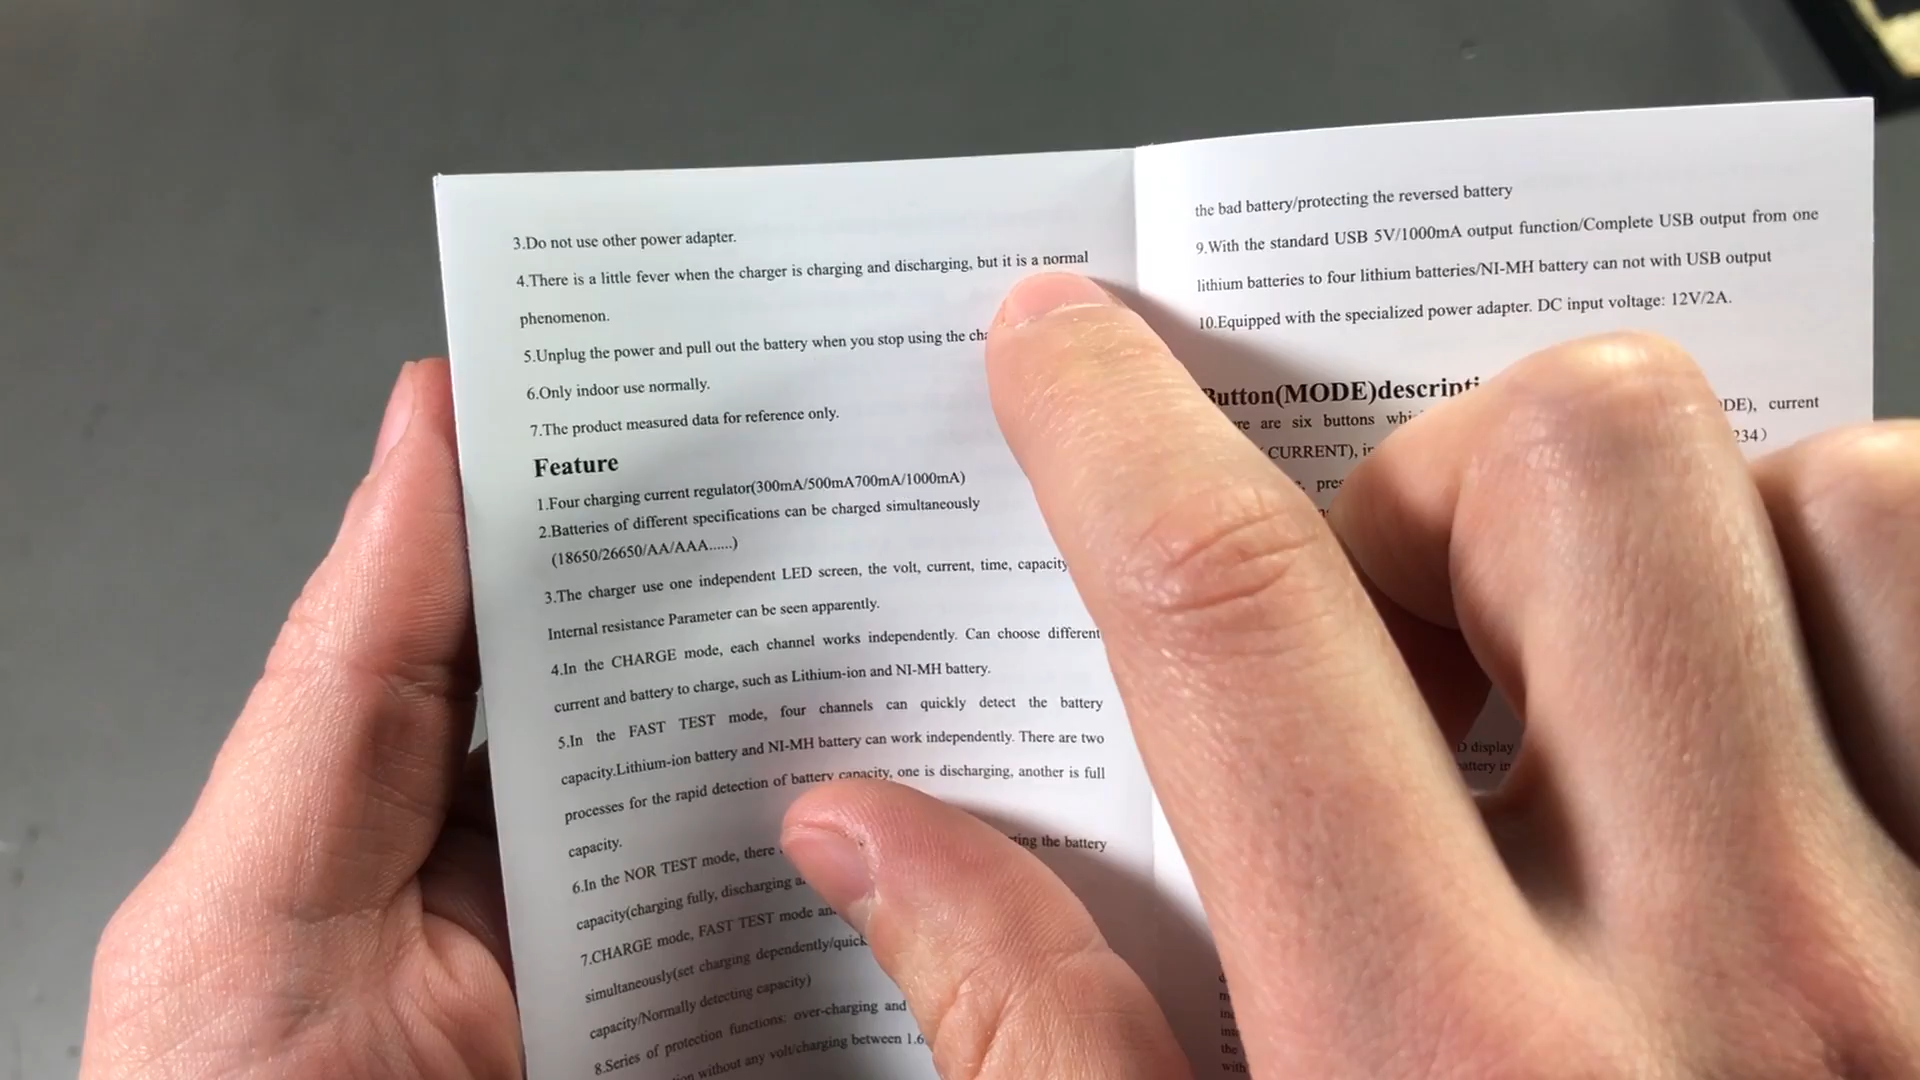 3.Do not use other power adapter.
4.There is a little fever when the charger is charging and discharging, but it is a normal
phenomenon.
5.Unplug the power and pull out the battery when you stop using the
6.Only indoor use normally.
7.The product measured data for reference only.
Feature
1.Four charging current regulator(300mA/500mA700mA/1000mA)
2.Batteries of different specifications can be charged simultaneously
(18650/26650/AA/AAA......)
3.The charger use one independent LED screen, the volt, current, time, capacity
Internal resistance Parameter can be seen apparently.
4.In the CHARGE mode, each channel works independently. Can choose different
current and battery to charge, such as Lithium-ion and NI-MH battery.
5.In the FAST TEST mode, four channels can quickly detect the battery
capacity.Lithium-ion battery and NI-MH battery can work independently. There are two
processes for the rapid detection of battery capacity, one is discharging, another is full
capacity.
6.In the NOR TEST mode, there the battery
capacity(charging fully, discharging
7.CHARGE mode, FAST TEST mode
simultaneously(set charging dependently/quick
capacity/Normally detecting capacity)
8.Series of protection functions: over-charging and
without any volt/charging between 1.6
the bad battery/protecting the reversed battery
9.With the standard USB 5V/1000mA output function/Complete USB output from one
lithium batteries to four lithium batteries/NI-MH battery can not with USB output
10.Equipped with the specialized power adapter. DC input voltage: 12V/2A.
Button(MODE)descripti
are six buttons current
CURRENT),
display